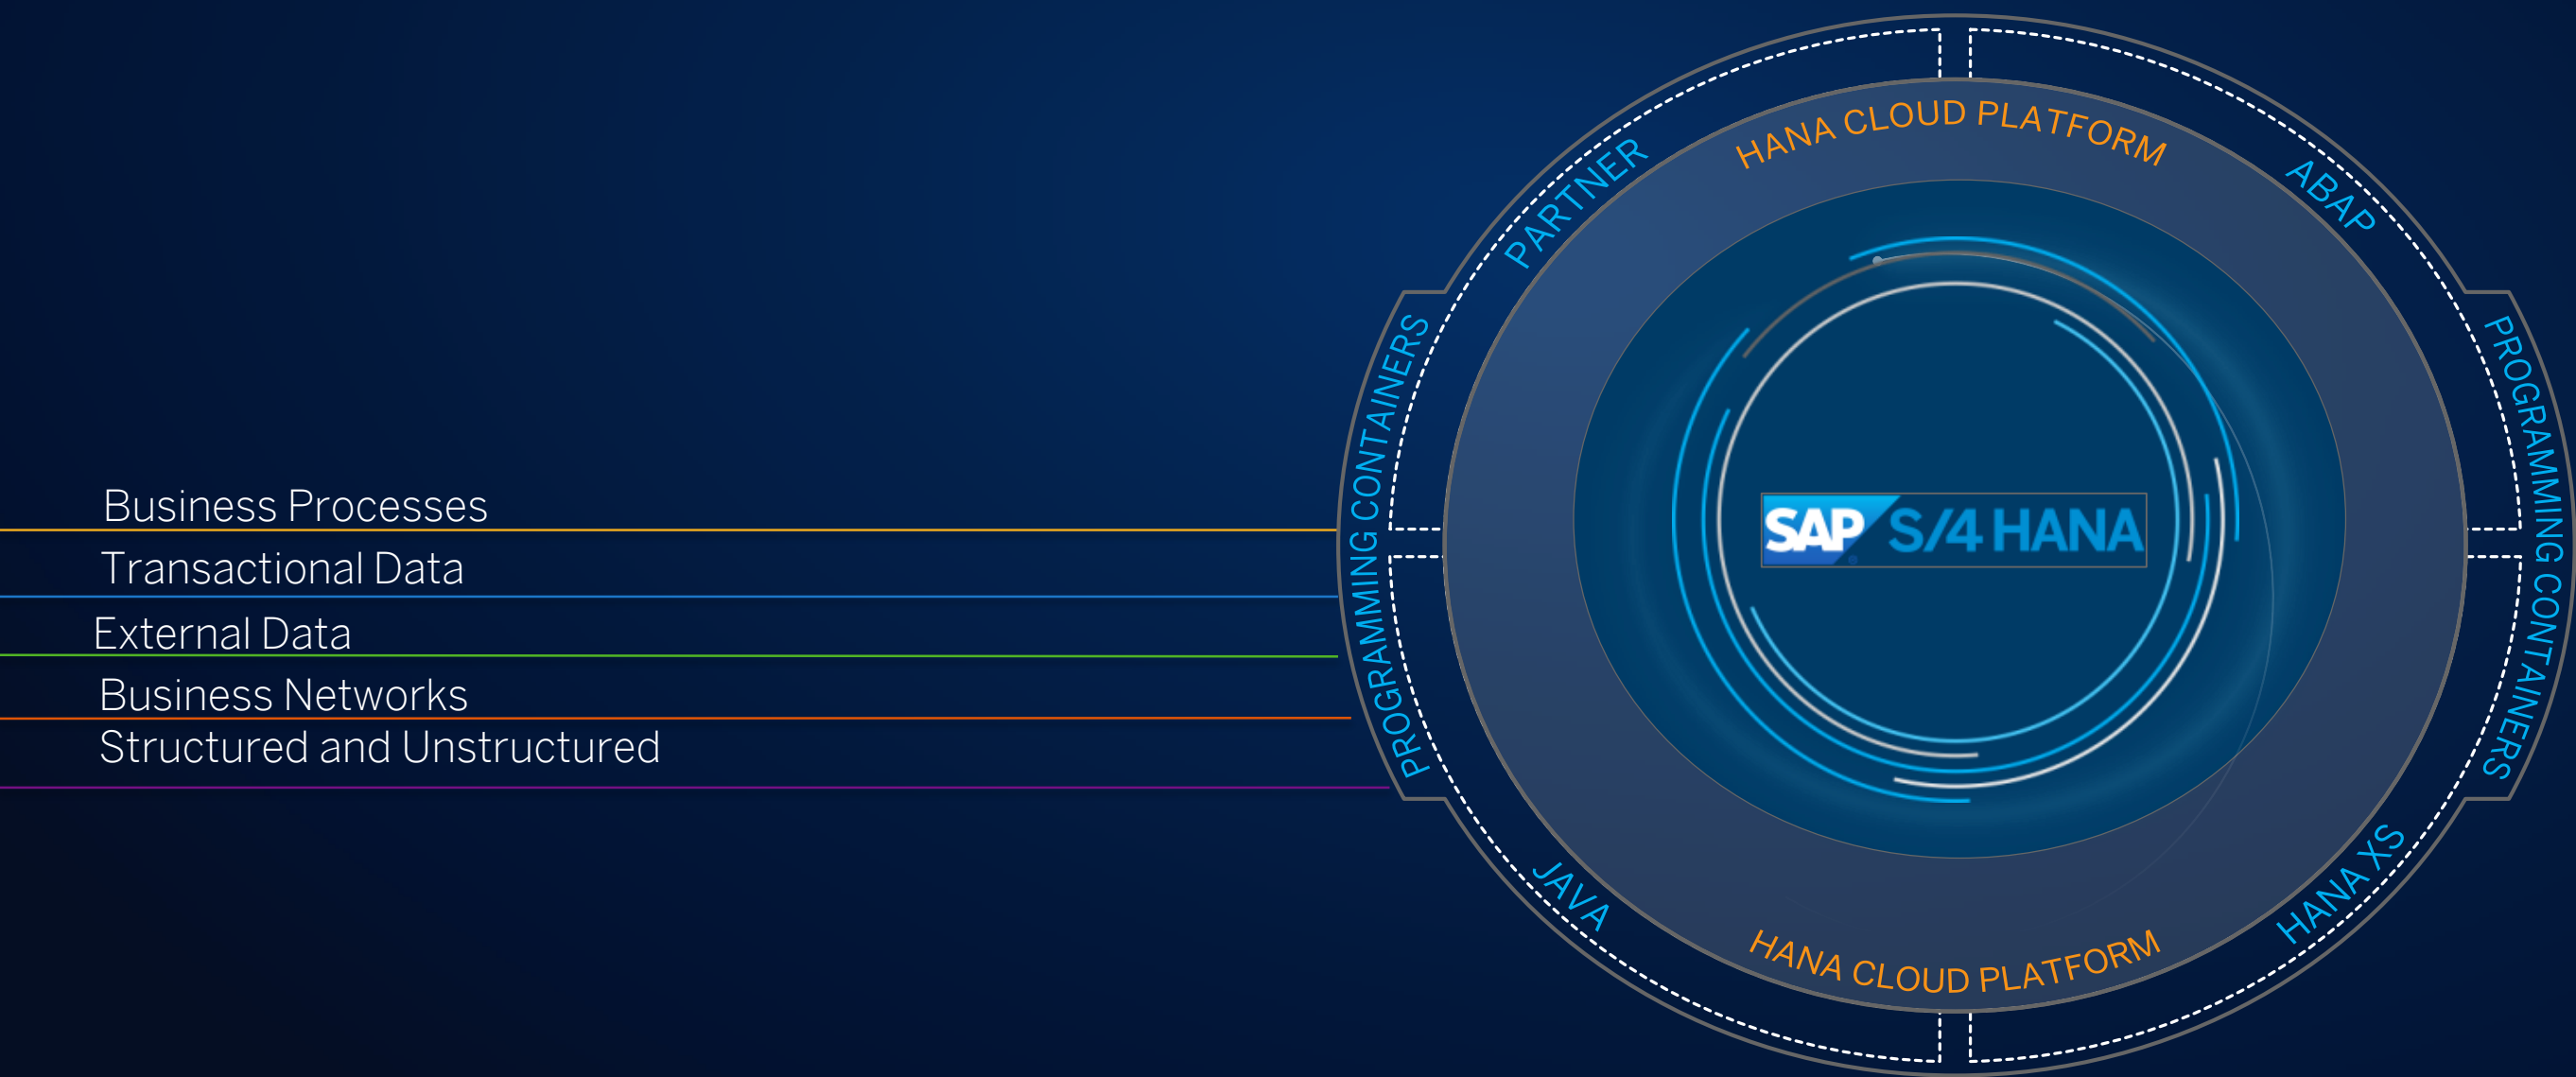 Business Processes
Transactional Data
External Data
Business Networks
Structured and Unstructured
HANA CLOUD PLATFORM
PARTNER
ABAP
PROGRAMMING CONTAINERS
PROGRAMMING CONTAINERS
SAP S/4 HANA
JAVA
HANA XS
HANA CLOUD PLATFORM